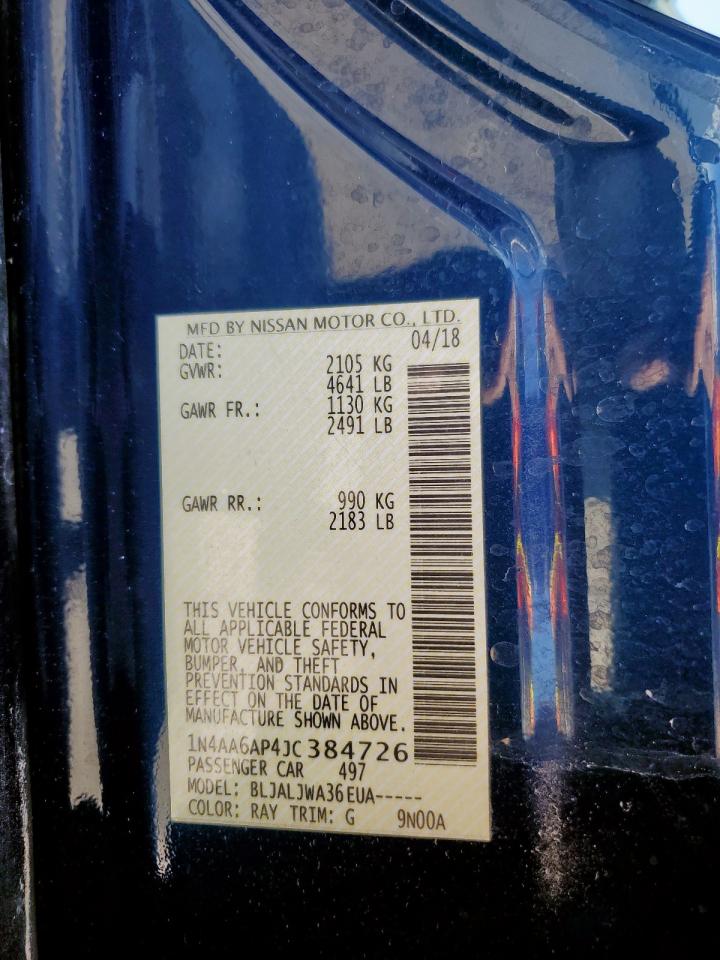 MFD BY NISSAN MOTOR CO., LTD.
DATE: 04/18
GVWR: 2105 KG
4641 LB
GAWR FR.: 1130 KG
2491 LB
GAWR RR.: 990 KG
2183 LB
THIS VEHICLE CONFORMS TO
ALL APPLICABLE FEDERAL
MOTOR VEHICLE SAFETY,
BUMPER, AND THEFT
PREVENTION STANDARDS IN
EFFECT ON THE DATE OF
MANUFACTURE SHOWN ABOVE.
1N4AA6AP4JC384726
PASSENGER CAR 497
MODEL: BLJALJWA36EUA-----
COLOR: RAY TRIM: G 9N00A